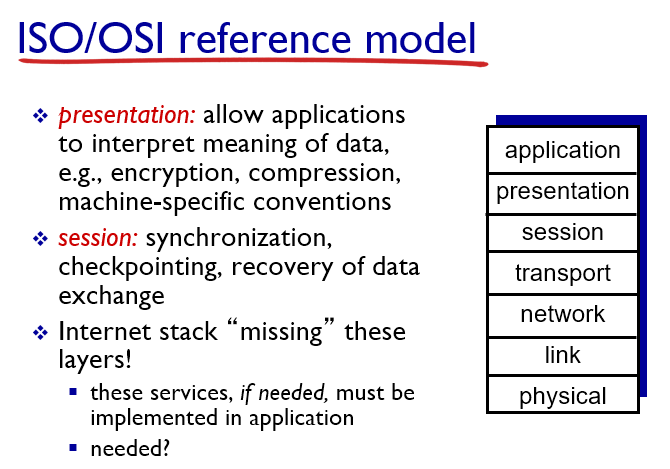 ISO/OSI reference model
presentation: allow applications
to interpret meaning of data,
e.g., encryption, compression,
machine-specific conventions
session: synchronization,
checkpointing, recovery of data
exchange
Internet stack “missing” these
layers!
these services, if needed, must be
implemented in application
needed?
application
presentation
session
transport
network
link
physical